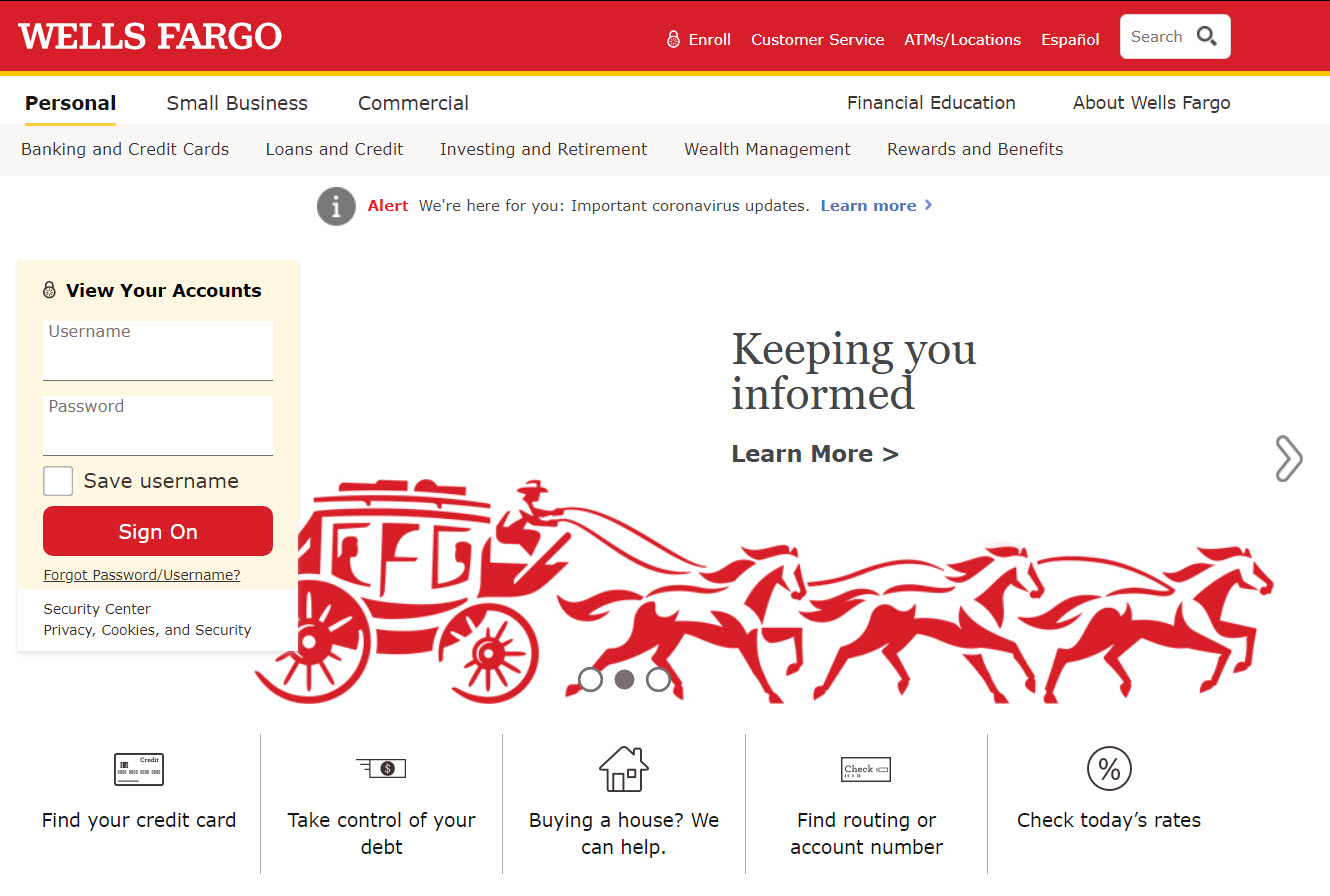 WELLS FARGO
Enroll Customer Service ATMs/Locations Español Search
Personal Small Business Commercial Financial Education About Wells Fargo
Banking and Credit Cards Loans and Credit Investing and Retirement Wealth Management Rewards and Benefits
i Alert We're here for you: Important coronavirus updates. Learn more
View Your Accounts
Username
Password
Save username
Sign On
Forgot Password/Username?
Security Center
Privacy, Cookies, and Security
Keeping you
informed
Learn More >
Credit
0000 0000 0000 0000
Find your credit card
$
Take control of your
debt
Buying a house? We
can help.
Check
Find routing or
account number
%
Check today’s rates